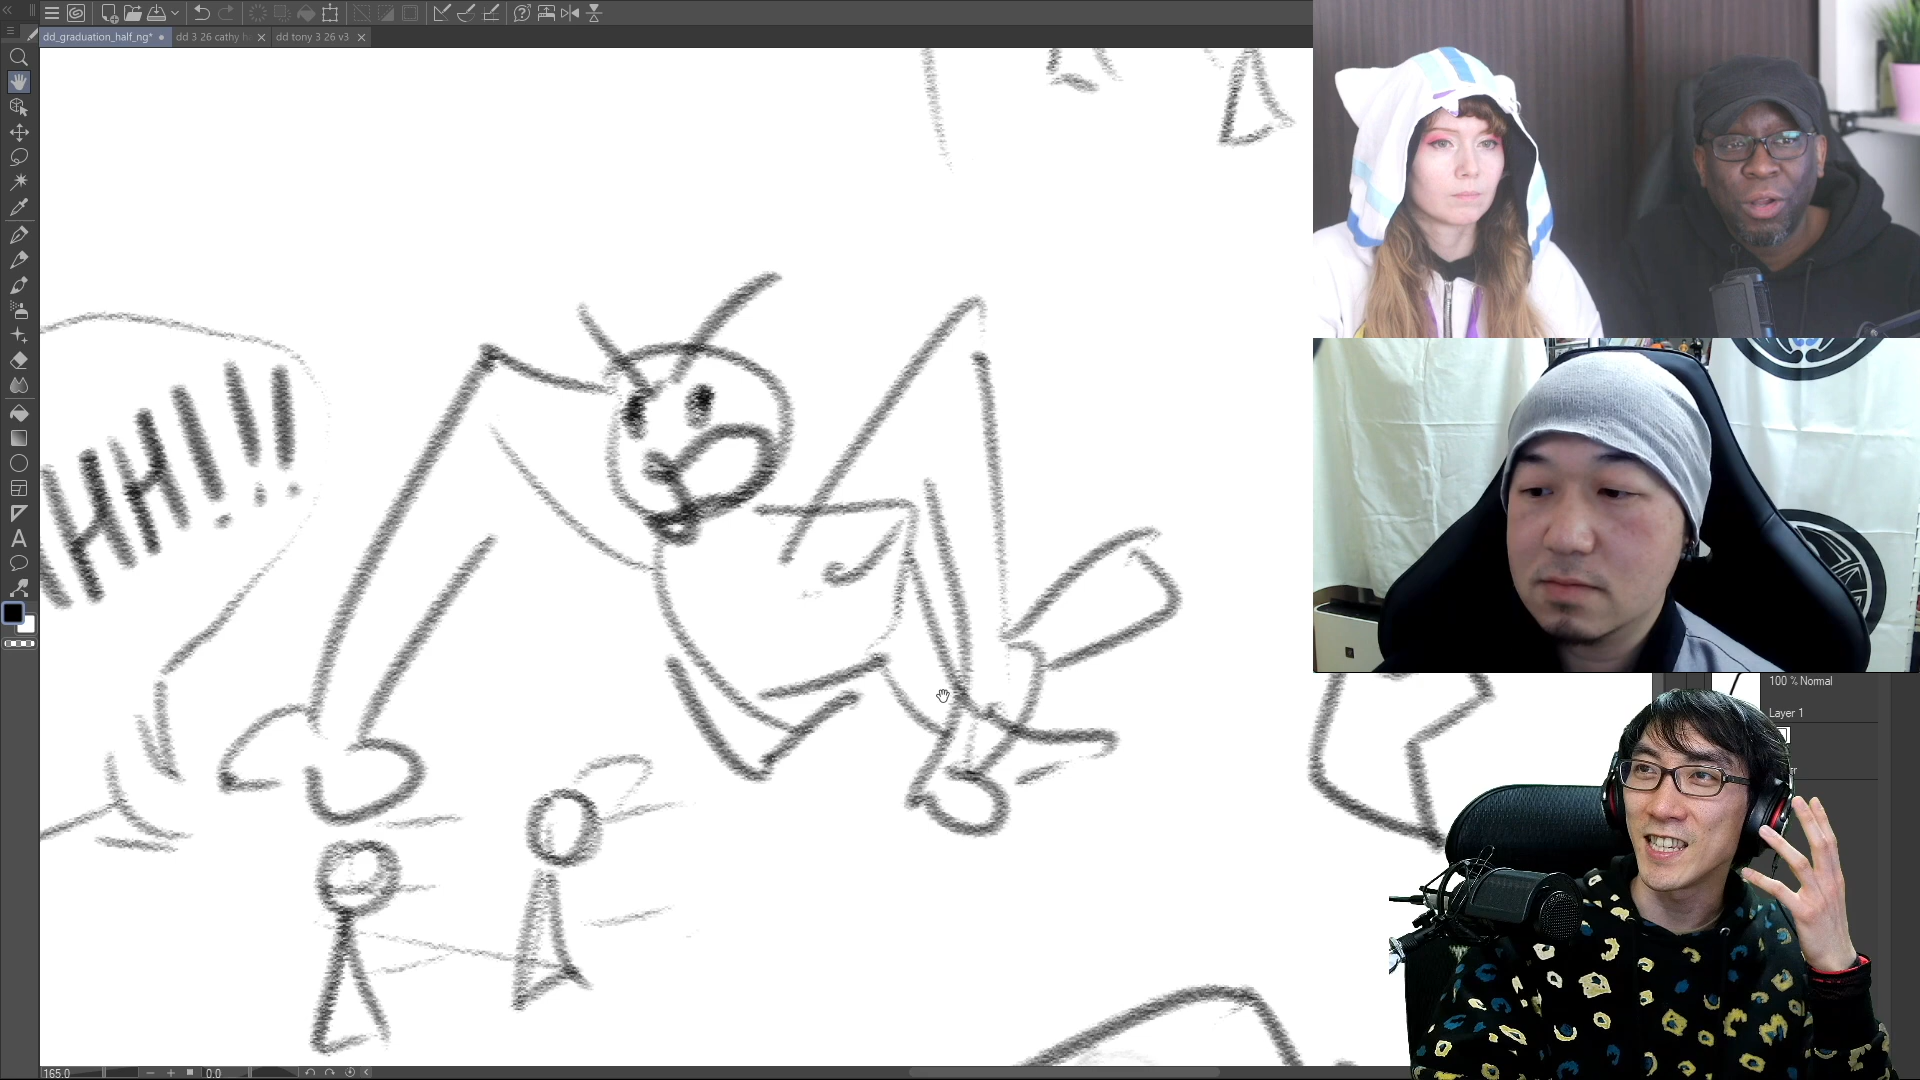 dd_graduation_half_ng*
dd 3 26 cathy h
dd tony 3 26 v3
HH!!!
100 % Normal
Layer 1
165.0
0.0